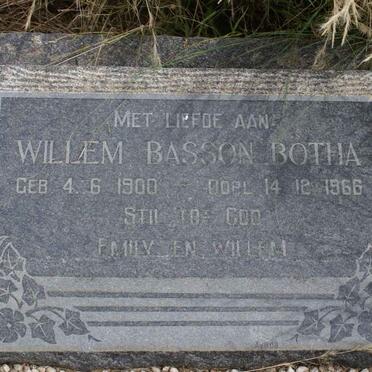 MET LIEFDE AAN
WILLEM BASSON BOTHA
GEB 4.6.1900 - OORL 14.12.1966
STIL TOT GOD
EMILY EN WILLEM